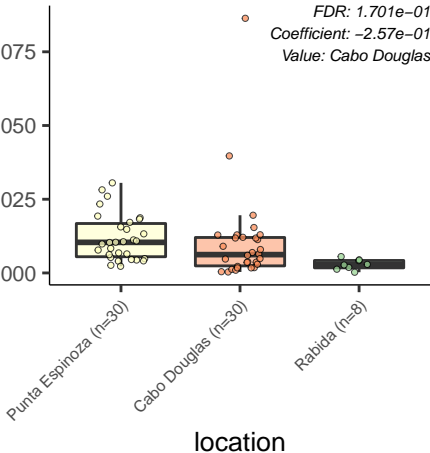 FDR: 1.701e−01
Coefficient: −2.57e−01
Value: Cabo Douglas
075
050
025
000
Punta Espinoza (n=30)
Cabo Douglas (n=30)
Rabida (n=8)
location